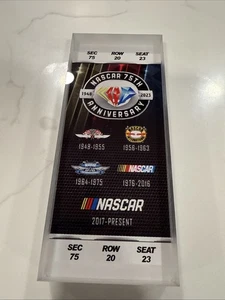 SEC ROW SEAT
75 20 23
NASCAR 75TH
1948 2023
ANNIVERSARY
1948-1955 1956-1963
NASCAR
1964-1975 1976-2016
NASCAR
2017-PRESENT
SEC ROW SEAT
75 20 23